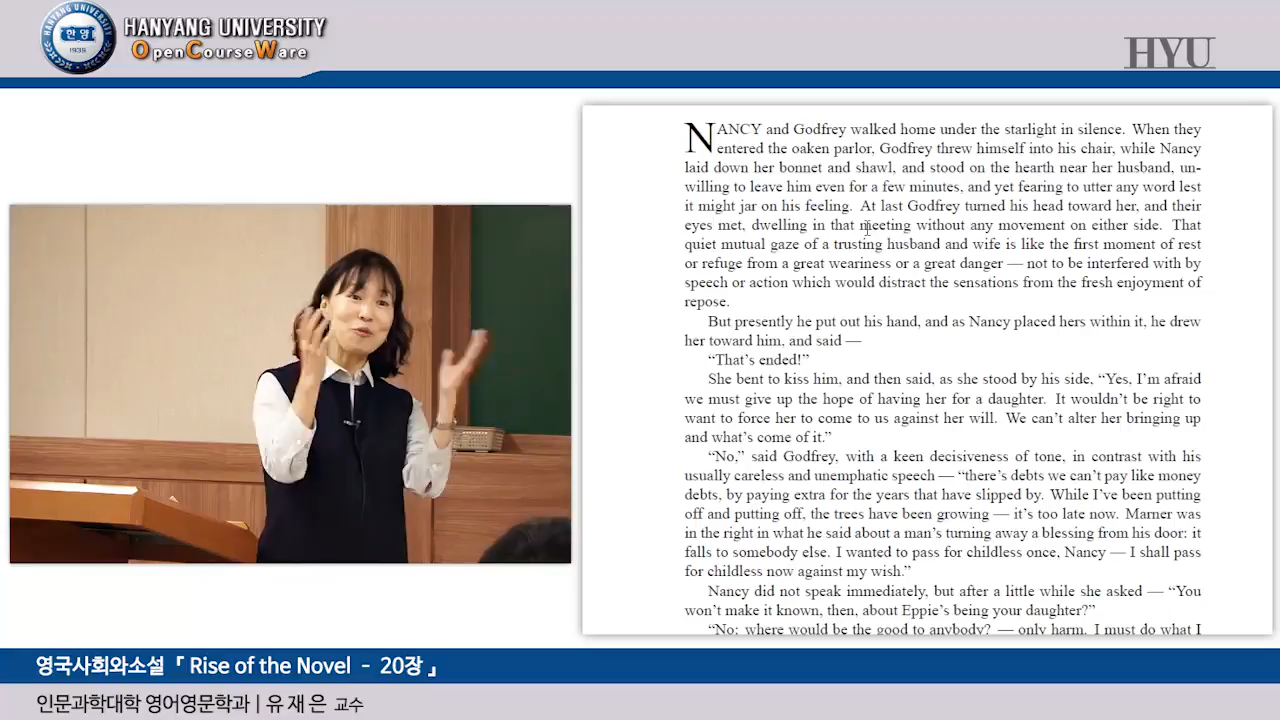 HANYANG UNIVERSITY
OpenCourseWare
HANYANG UNIVERSITY
한양
1939
HYU
NANCY and Godfrey walked home under the starlight in silence. When they
entered the oaken parlor, Godfrey threw himself into his chair, while Nancy
laid down her bonnet and shawl, and stood on the hearth near her husband, un-
willing to leave him even for a few minutes, and yet fearing to utter any word lest
it might jar on his feeling. At last Godfrey turned his head toward her, and their
eyes met, dwelling in that meeting without any movement on either side. That
quiet mutual gaze of a trusting husband and wife is like the first moment of rest
or refuge from a great weariness or a great danger — not to be interfered with by
speech or action which would distract the sensations from the fresh enjoyment of
repose.
But presently he put out his hand, and as Nancy placed hers within it, he drew
her toward him, and said —
“That’s ended!”
She bent to kiss him, and then said, as she stood by his side, “Yes, I’m afraid
we must give up the hope of having her for a daughter. It wouldn’t be right to
want to force her to come to us against her will. We can’t alter her bringing up
and what’s come of it.”
“No,” said Godfrey, with a keen decisiveness of tone, in contrast with his
usually careless and unemphatic speech — “there’s debts we can’t pay like money
debts, by paying extra for the years that have slipped by. While I’ve been putting
off and putting off, the trees have been growing — it’s too late now. Marner was
in the right in what he said about a man’s turning away a blessing from his door: it
falls to somebody else. I wanted to pass for childless once, Nancy — I shall pass
for childless now against my wish.”
Nancy did not speak immediately, but after a little while she asked — “You
won’t make it known, then, about Eppie’s being your daughter?”
“No: where would be the good to anybody? — only harm. I must do what I
영국사회와소설 「 Rise of the Novel - 20장 」
인문과학대학 영어영문학과 | 유 재 은 교수